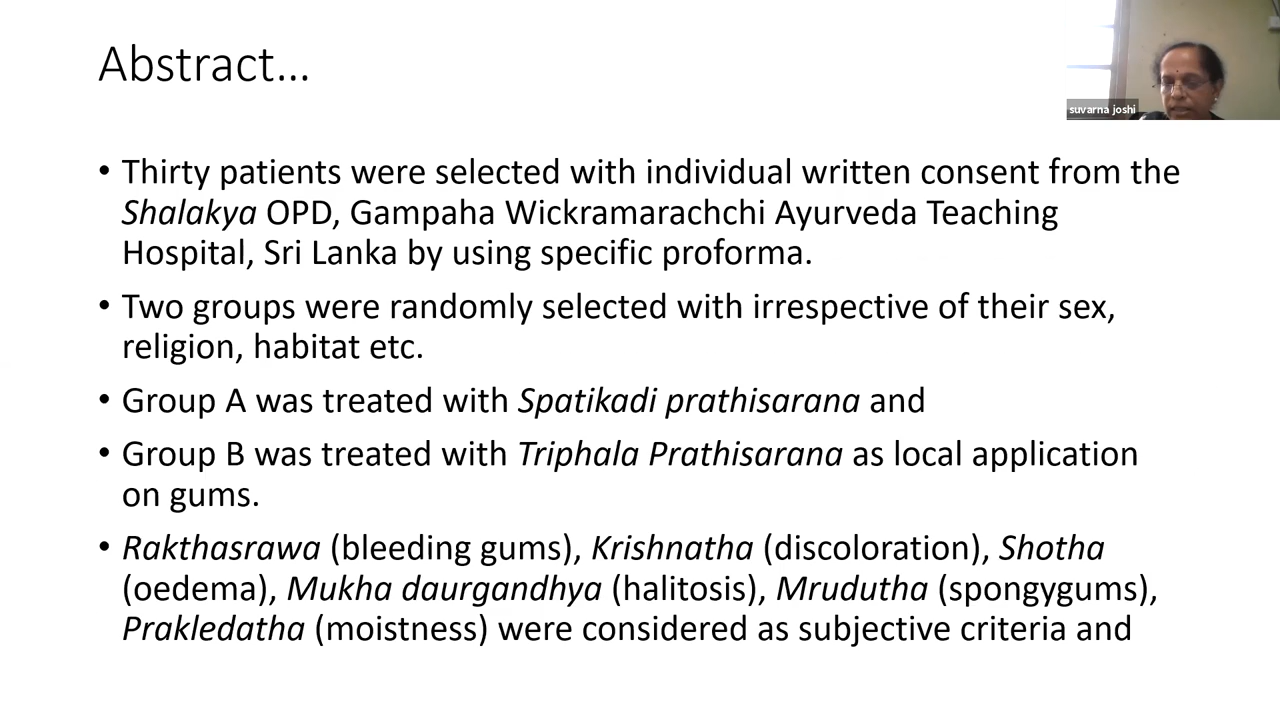 Abstract...
suvarna joshi
• Thirty patients were selected with individual written consent from the
Shalakya OPD, Gampaha Wickramarachchi Ayurveda Teaching
Hospital, Sri Lanka by using specific proforma.
• Two groups were randomly selected with irrespective of their sex,
religion, habitat etc.
• Group A was treated with Spatikadi prathisarana and
• Group B was treated with Triphala Prathisarana as local application
on gums.
• Rakthasrawa (bleeding gums), Krishnatha (discoloration), Shotha
(oedema), Mukha daurgandhya (halitosis), Mrudutha (spongygums),
Prakledatha (moistness) were considered as subjective criteria and